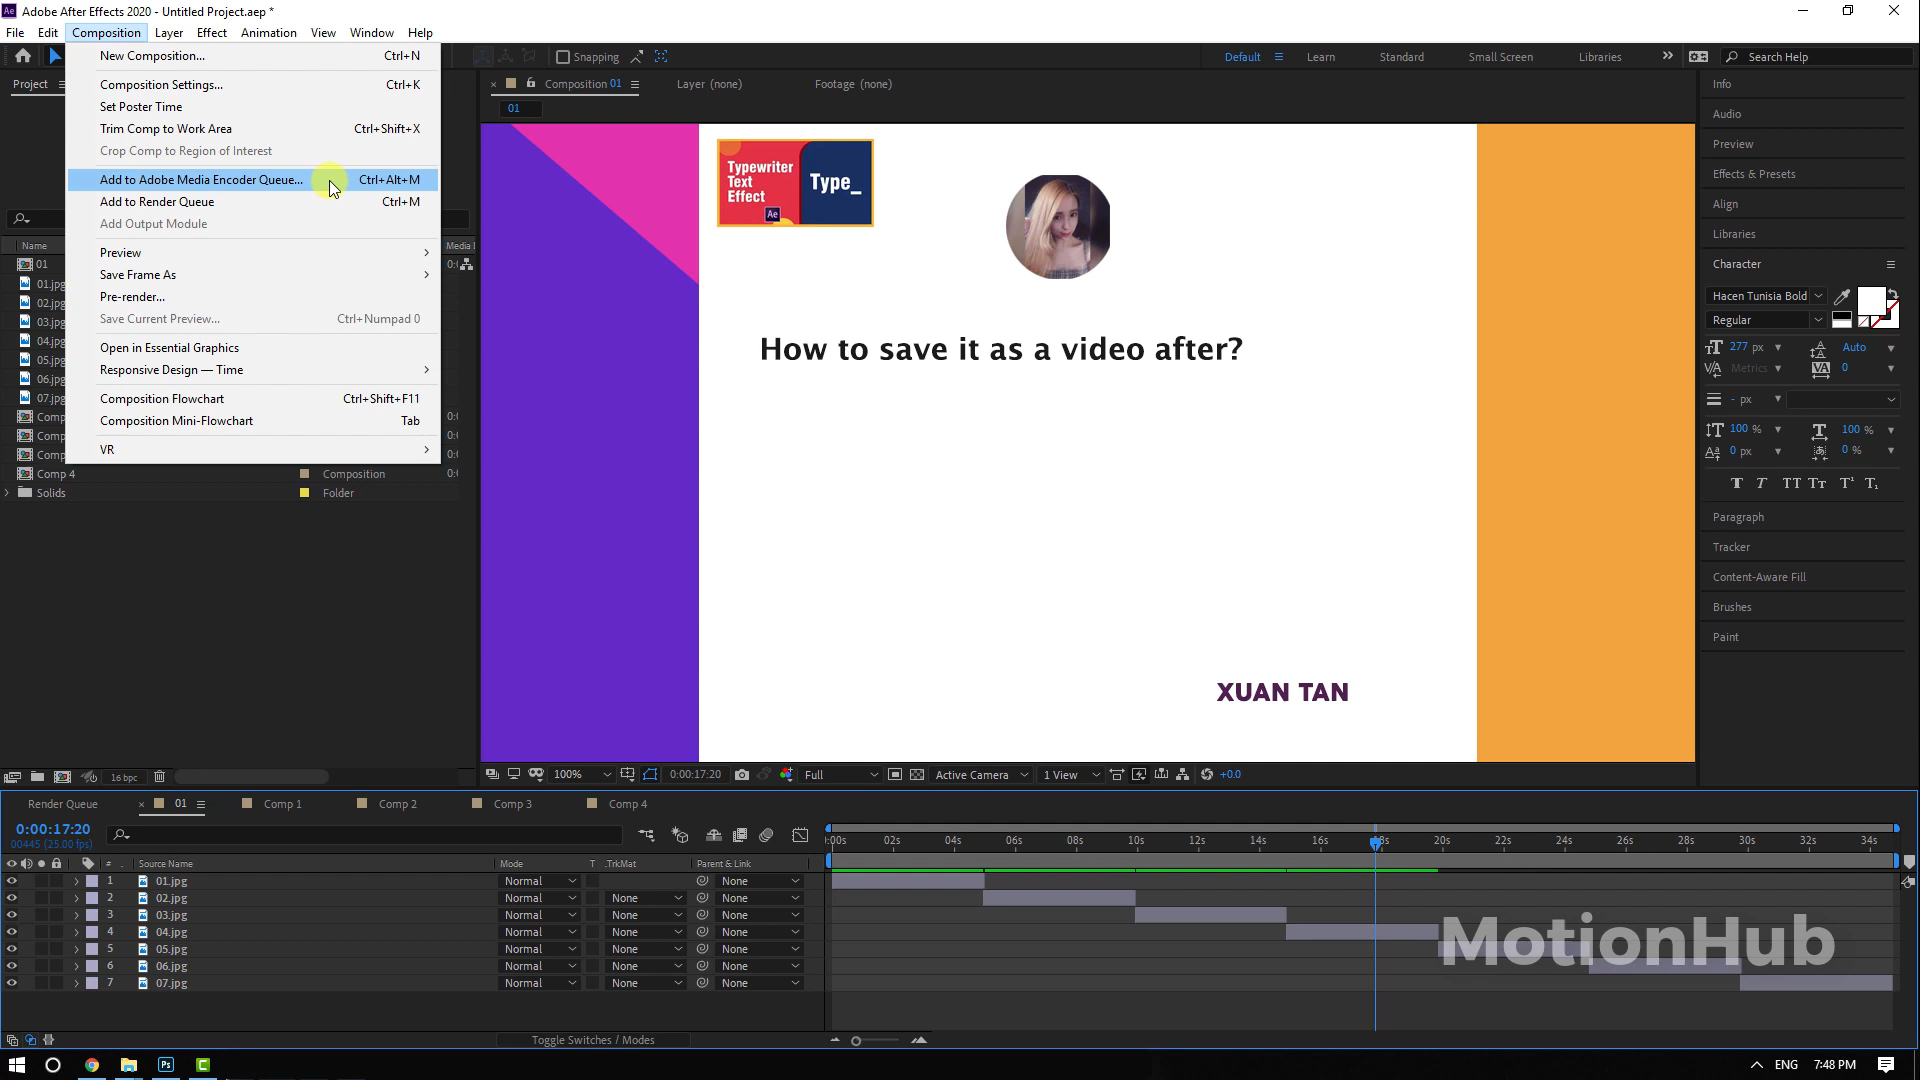 Adobe After Effects 2020 - Untitled Project.aep *
File Edit Composition Layer Effect Animation View Window Help
New Composition... Ctrl+N
Composition Settings... Ctrl+K
Set Poster Time
Trim Comp to Work Area Ctrl+Shift+X
Crop Comp to Region of Interest
Add to Adobe Media Encoder Queue... Ctrl+Alt+M
Add to Render Queue Ctrl+M
Add Output Module
Preview
Save Frame As
Pre-render...
Save Current Preview... Ctrl+Numpad 0
Open in Essential Graphics
Responsive Design — Time
Composition Flowchart Ctrl+Shift+F11
Composition Mini-Flowchart Tab
VR
Snapping
Default Learn Standard Small Screen Libraries
Search Help
Project
Name
Media
01
01.jpg
02.jpg
03.jpg
04.jpg
05.jpg
06.jpg
07.jpg
Comp
Comp
Comp
Comp 4 Composition
Solids Folder
16 bpc
Composition 01 Layer (none) Footage (none)
01
Typewriter
Text
Effect
Ae
Type_
How to save it as a video after?
XUAN TAN
100% 0:00:17:20 Full Active Camera 1 View +0.0
Info
Audio
Preview
Effects & Presets
Align
Libraries
Character
Hacen Tunisia Bold
Regular
277 px Auto
Metrics 0
- px
100 % 100 %
0 px 0 %
Paragraph
Tracker
Content-Aware Fill
Brushes
Paint
Render Queue 01 Comp 1 Comp 2 Comp 3 Comp 4
0:00:17:20
00445 (25.00 fps)
:00s 02s 04s 06s 08s 10s 12s 14s 16s 20s 22s 24s 26s 28s 30s 32s 34s
# Source Name Mode T .TrkMat Parent & Link
1 01.jpg Normal None
2 02.jpg Normal None None
3 03.jpg Normal None None
4 04.jpg Normal None None
5 05.jpg Normal None None
6 06.jpg Normal None None
7 07.jpg Normal None None
MotionHub
Toggle Switches / Modes
Ps
ENG 7:48 PM